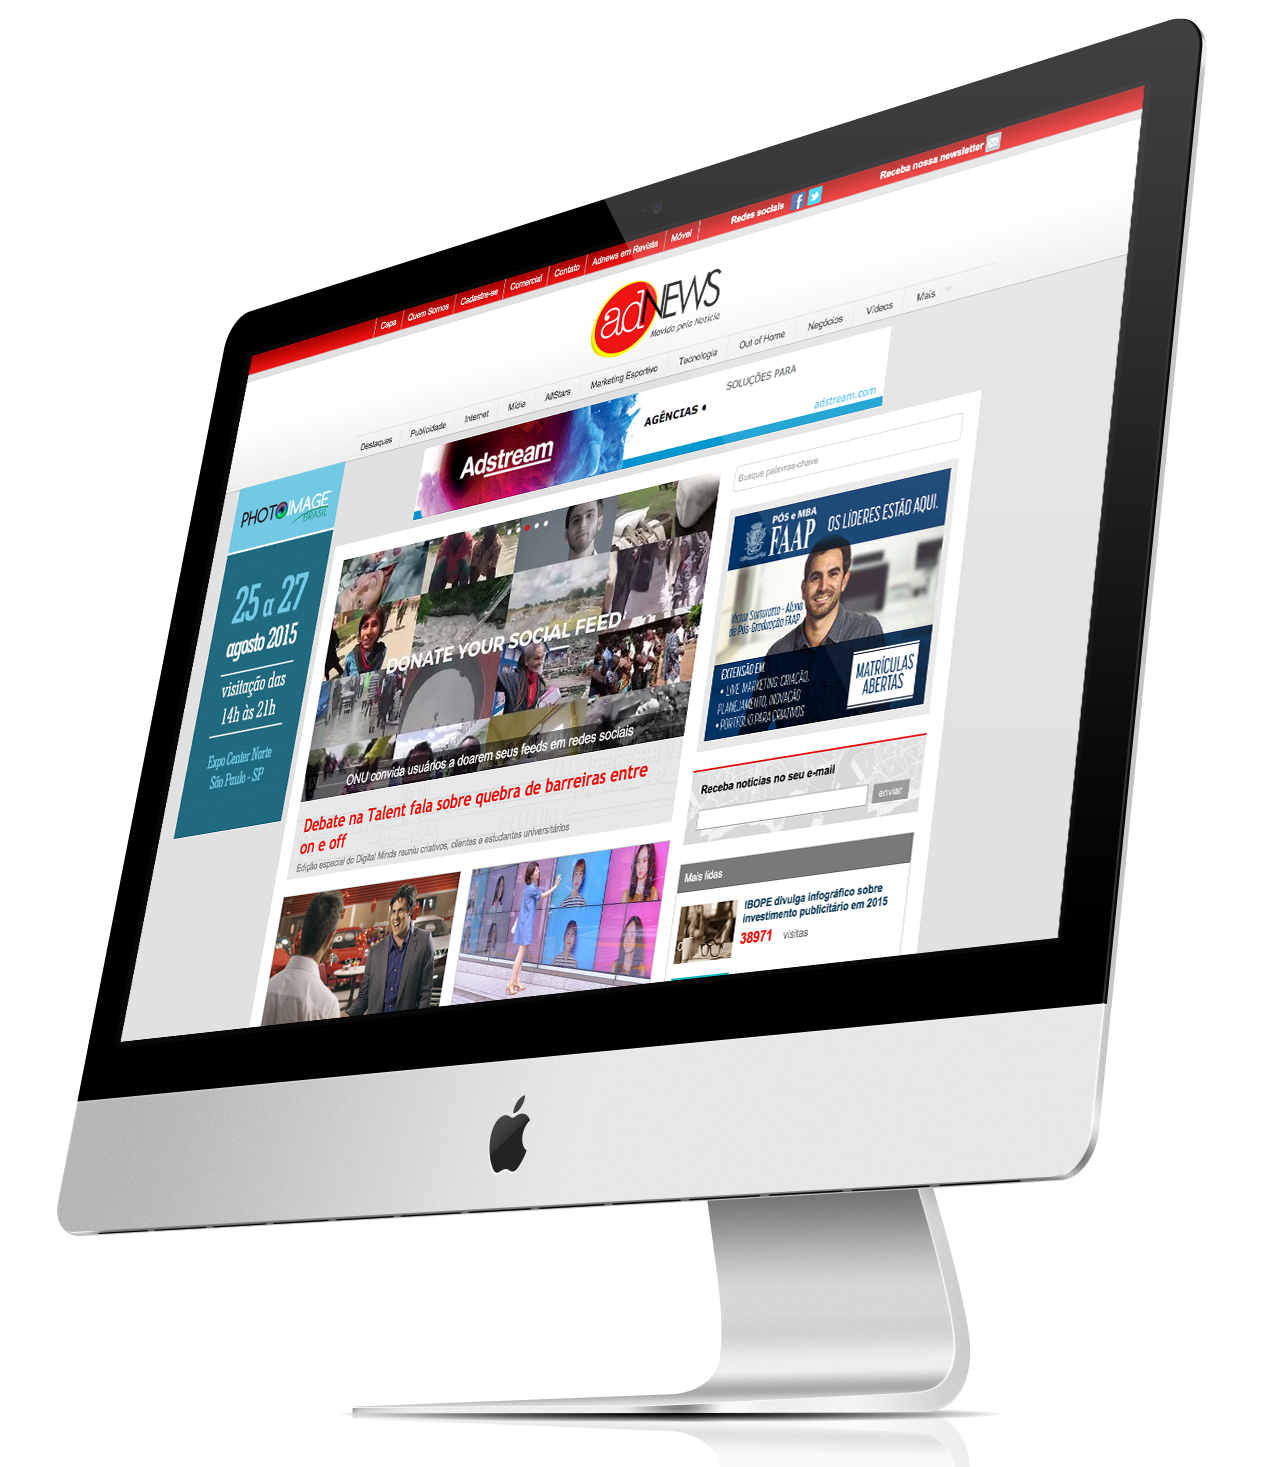 Capa
Quem Somos
Cadastre-se
Comercial
Contato
Adnews em Revista
Móvel
Redes sociais
Receba nossa newsletter
adNEWS
Movido pela Notícia
Destaques
Publicidade
Internet
Mídia
AllStars
Marketing Esportivo
Tecnologia
Out of Home
Negócios
Vídeos
Mais
Adstream
AGÊNCIAS •
SOLUÇÕES PARA
adstream.com
PHOTOIMAGE
BRASIL
25 a 27
agosto 2015
visitação das
14h às 21h
Expo Center Norte
São Paulo - SP
DONATE YOUR SOCIAL FEED
ONU convida usuários a doarem seus feeds em redes sociais
Debate na Talent fala sobre quebra de barreiras entre
on e off
Edição especial do Digital Minds reuniu criativos, clientes e estudantes universitários
Busque palavras-chave
PÓS e MBA
FAAP
OS LÍDERES ESTÃO AQUI.
Victor Sartoratto - Aluno
de Pós-Graduação FAAP
EXTENSÃO EM:
• LIVE MARKETING: CRIAÇÃO,
PLANEJAMENTO, INOVAÇÃO
• PORTFOLIO PARA CRIATIVOS
MATRÍCULAS
ABERTAS
Receba notícias no seu e-mail
enviar
Mais lidas
IBOPE divulga infográfico sobre
investimento publicitário em 2015
38971 visitas